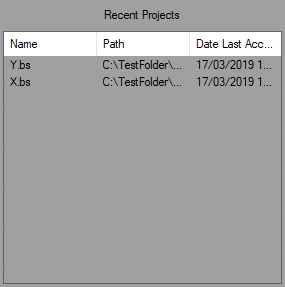 Recent Projects
Name Path Date Last Acc...
Y.bs C:\TestFolder\... 17/03/2019 1...
X.bs C:\TestFolder\... 17/03/2019 1...